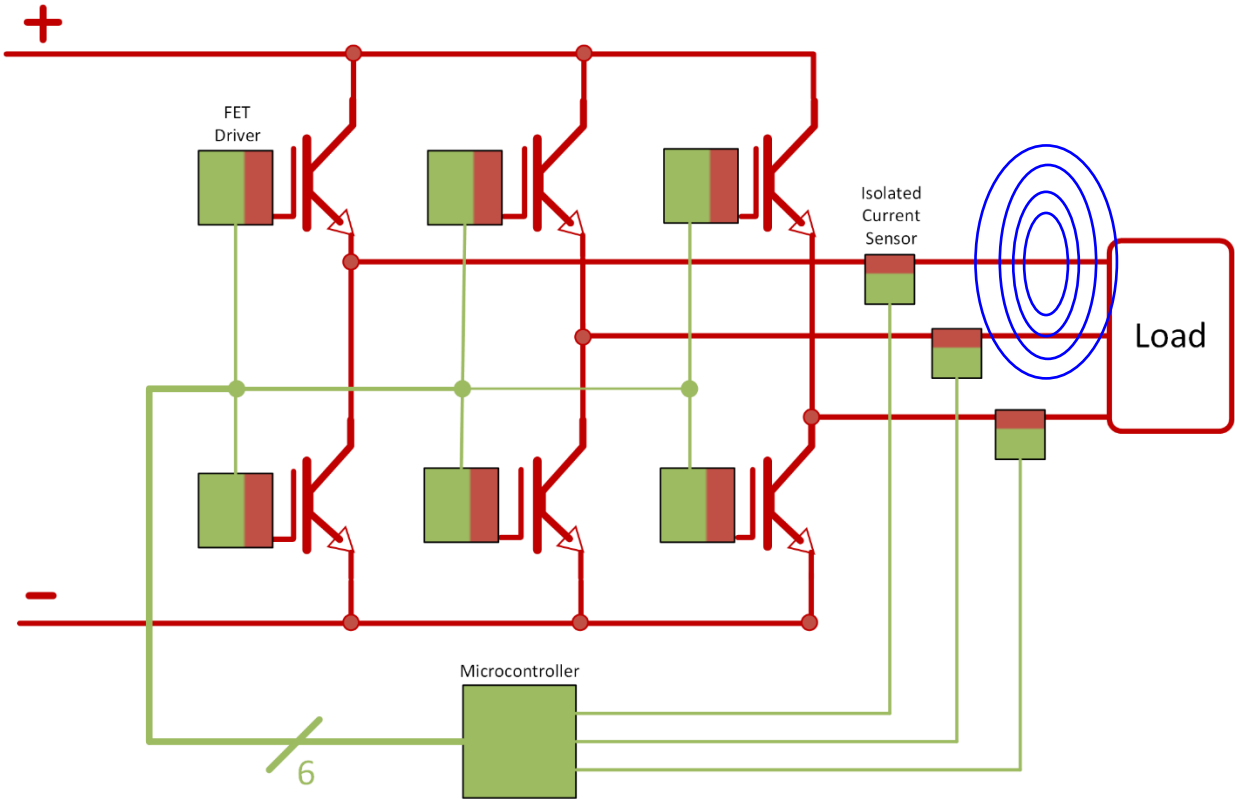 +
FET
Driver
Isolated
Current
Sensor
Load
−
Microcontroller
6